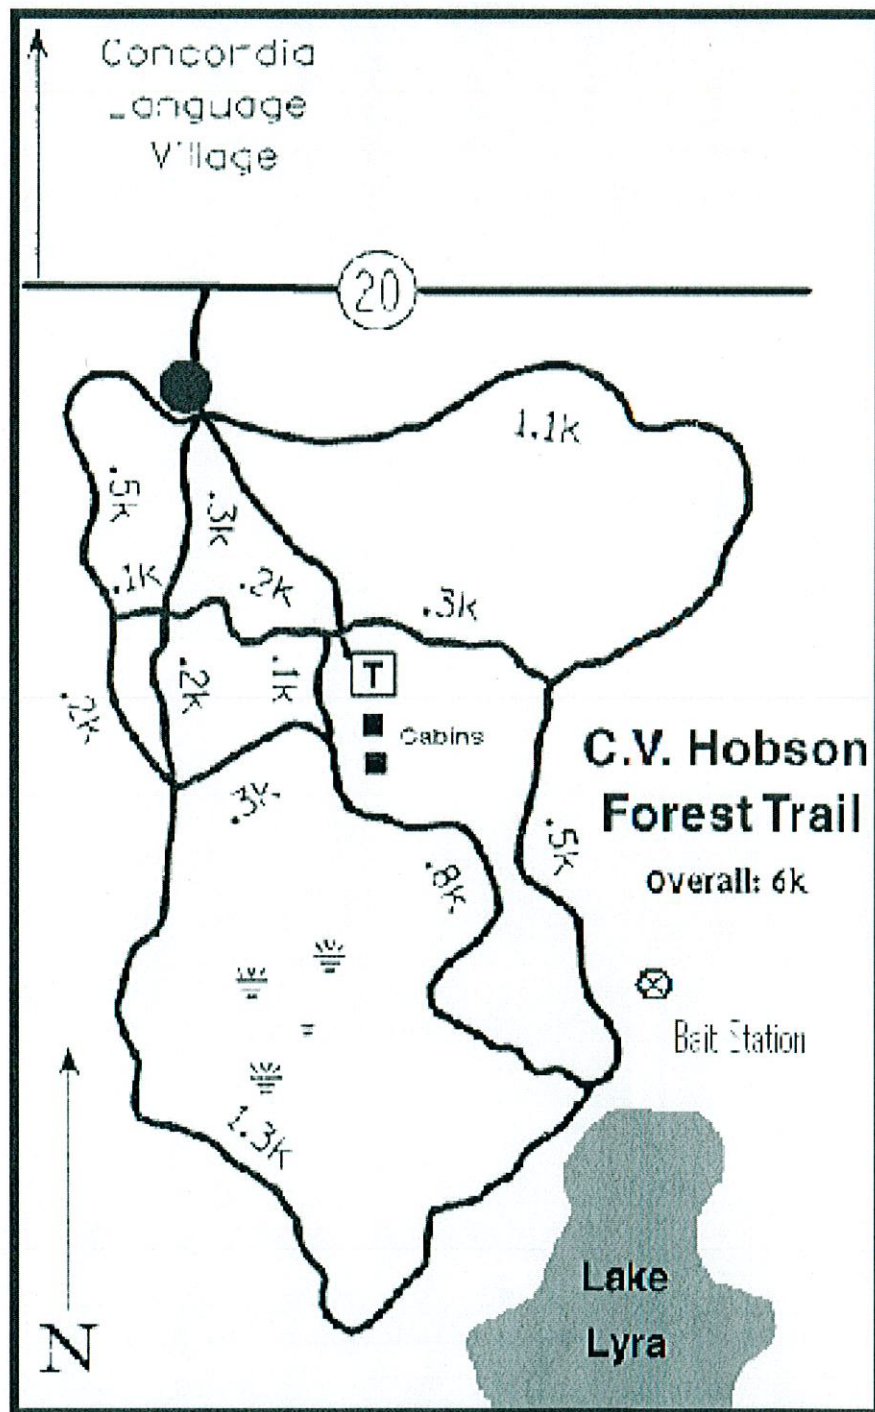 Concordia
Language
Village
20
1.1k
.5k
.3k
.1k
.2k
.3k
.2k
.2k
.1k
T
Cabins
C.V. Hobson
Forest Trail
Overall: 6k
.3k
.8k
.5k
Bait Station
1.3k
Lake
Lyra
N